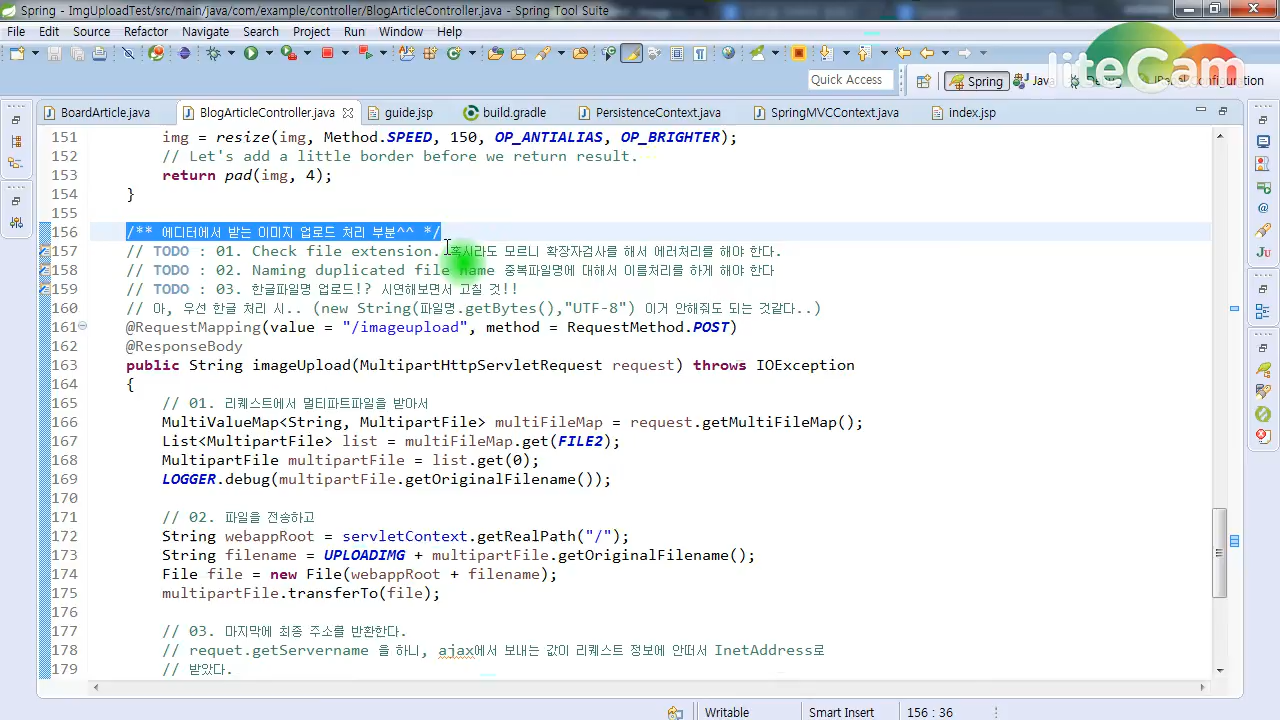 Spring - ImgUploadTest/src/main/java/com/example/controller/BlogArticleController.java - Spring Tool Suite
File Edit Source Refactor Navigate Search Project Run Window Help
liteCam
Quick Access Spring Java
BoardArticle.java BlogArticleController.java guide.jsp build.gradle PersistenceContext.java SpringMVCContext.java index.jsp
151 img = resize(img, Method.SPEED, 150, OP_ANTIALIAS, OP_BRIGHTER);
152 // Let's add a little border before we return result.
153 return pad(img, 4);
154 }
155
156 /** 에디터에서 받는 이미지 업로드 처리 부분^^ */
157 // TODO : 01. Check file extension. 혹시라도 모르니 확장자검사를 해서 에러처리를 해야 한다.
158 // TODO : 02. Naming duplicated file name 중복파일명에 대해서 이름처리를 하게 해야 한다
159 // TODO : 03. 한글파일명 업로드!? 시연해보면서 고칠 것!!
160 // 아, 우선 한글 처리 시.. (new String(파일명.getBytes(),"UTF-8") 이거 안해줘도 되는 것같다..)
161 @RequestMapping(value = "/imageupload", method = RequestMethod.POST)
162 @ResponseBody
163 public String imageUpload(MultipartHttpServletRequest request) throws IOException
164 {
165 // 01. 리퀘스트에서 멀티파트파일을 받아서
166 MultiValueMap<String, MultipartFile> multiFileMap = request.getMultiFileMap();
167 List<MultipartFile> list = multiFileMap.get(FILE2);
168 MultipartFile multipartFile = list.get(0);
169 LOGGER.debug(multipartFile.getOriginalFilename());
170
171 // 02. 파일을 전송하고
172 String webappRoot = servletContext.getRealPath("/");
173 String filename = UPLOADIMG + multipartFile.getOriginalFilename();
174 File file = new File(webappRoot + filename);
175 multipartFile.transferTo(file);
176
177 // 03. 마지막에 최종 주소를 반환한다.
178 // requet.getServername 을 하니, ajax에서 보내는 값이 리퀘스트 정보에 안떠서 InetAddress로
179 // 받았다.
Writable Smart Insert 156 : 36